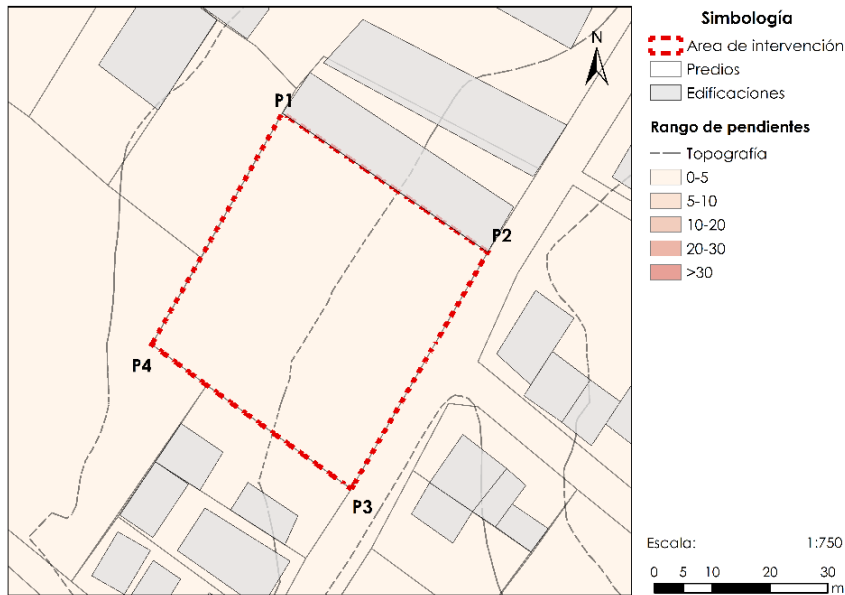 P1
P2
P4
P3
N
Simbología
Area de intervención
Predios
Edificaciones
Rango de pendientes
Topografía
0-5
5-10
10-20
20-30
>30
Escala: 1:750
0 5 10 20 30
m